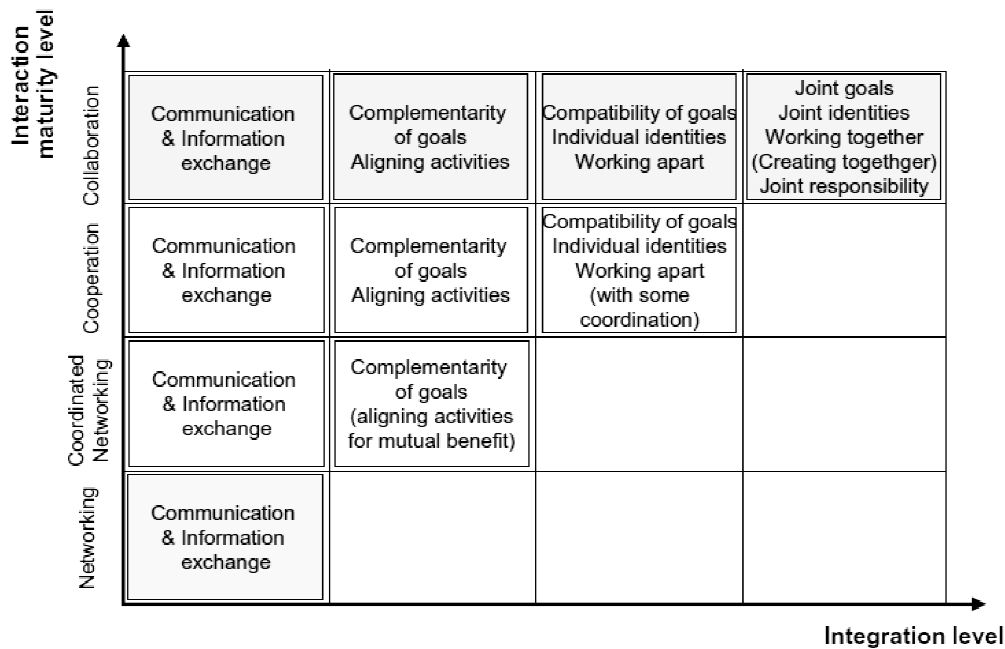 Interaction
maturity level
Collaboration
Communication
& Information
exchange
Complementarity
of goals
Aligning activities
Compatibility of goals
Individual identities
Working apart
Joint goals
Joint identities
Working together
(Creating togethger)
Joint responsibility
Cooperation
Communication
& Information
exchange
Complementarity
of goals
Aligning activities
Compatibility of goals
Individual identities
Working apart
(with some
coordination)
Coordinated
Networking
Communication
& Information
exchange
Complementarity
of goals
(aligning activities
for mutual benefit)
Networking
Communication
& Information
exchange
Integration level